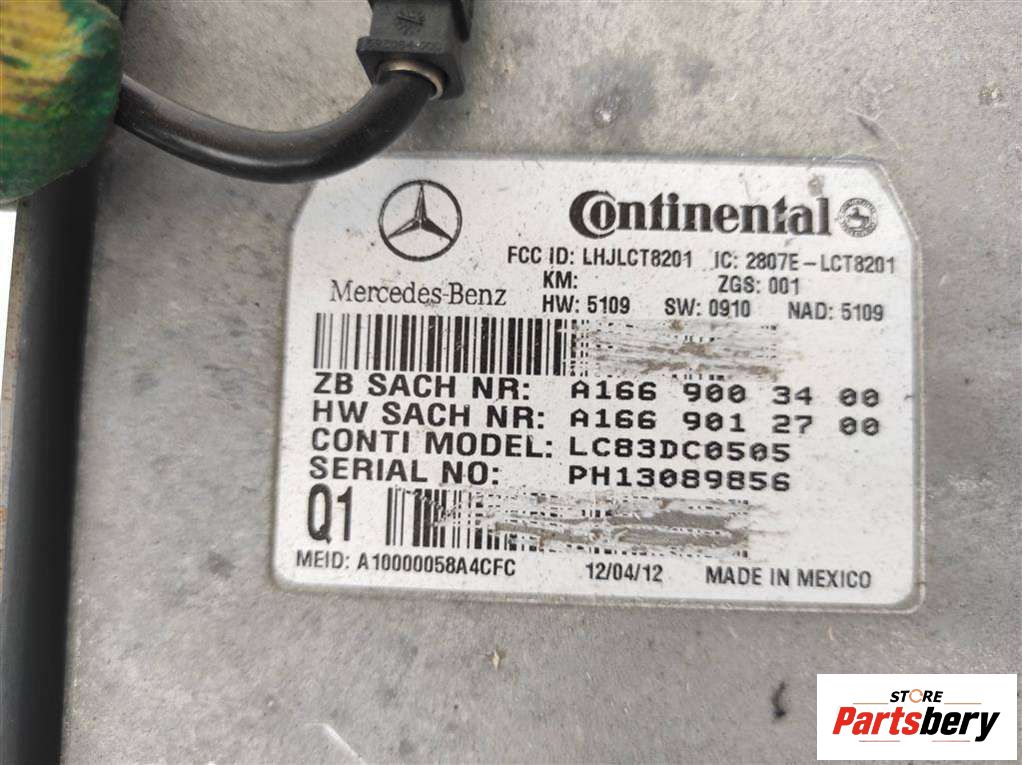 Continental
Mercedes-Benz
FCC ID: LHJLCT8201 IC: 2807E-LCT8201
KM: ZGS: 001
HW: 5109 SW: 0910 NAD: 5109
ZB SACH NR: A166 900 34 00
HW SACH NR: A166 901 27 00
CONTI MODEL: LC83DC0505
SERIAL NO: PH13089856
Q1
MEID: A10000058A4CFC 12/04/12 MADE IN MEXICO
STORE
Partsbery